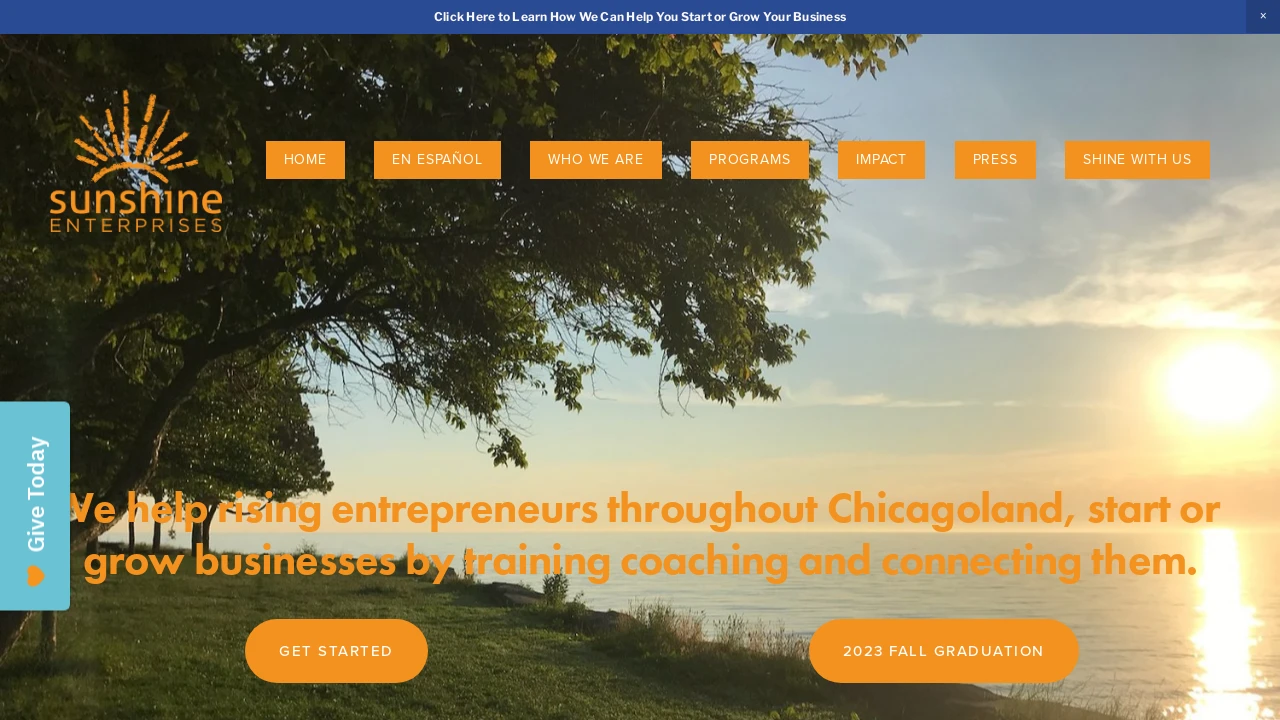 Click Here to Learn How We Can Help You Start or Grow Your Business
×
sunshine
ENTERPRISES
HOME
EN ESPAÑOL
WHO WE ARE
PROGRAMS
IMPACT
PRESS
SHINE WITH US
Give Today
We help rising entrepreneurs throughout Chicagoland, start or
grow businesses by training coaching and connecting them.
GET STARTED
2023 FALL GRADUATION